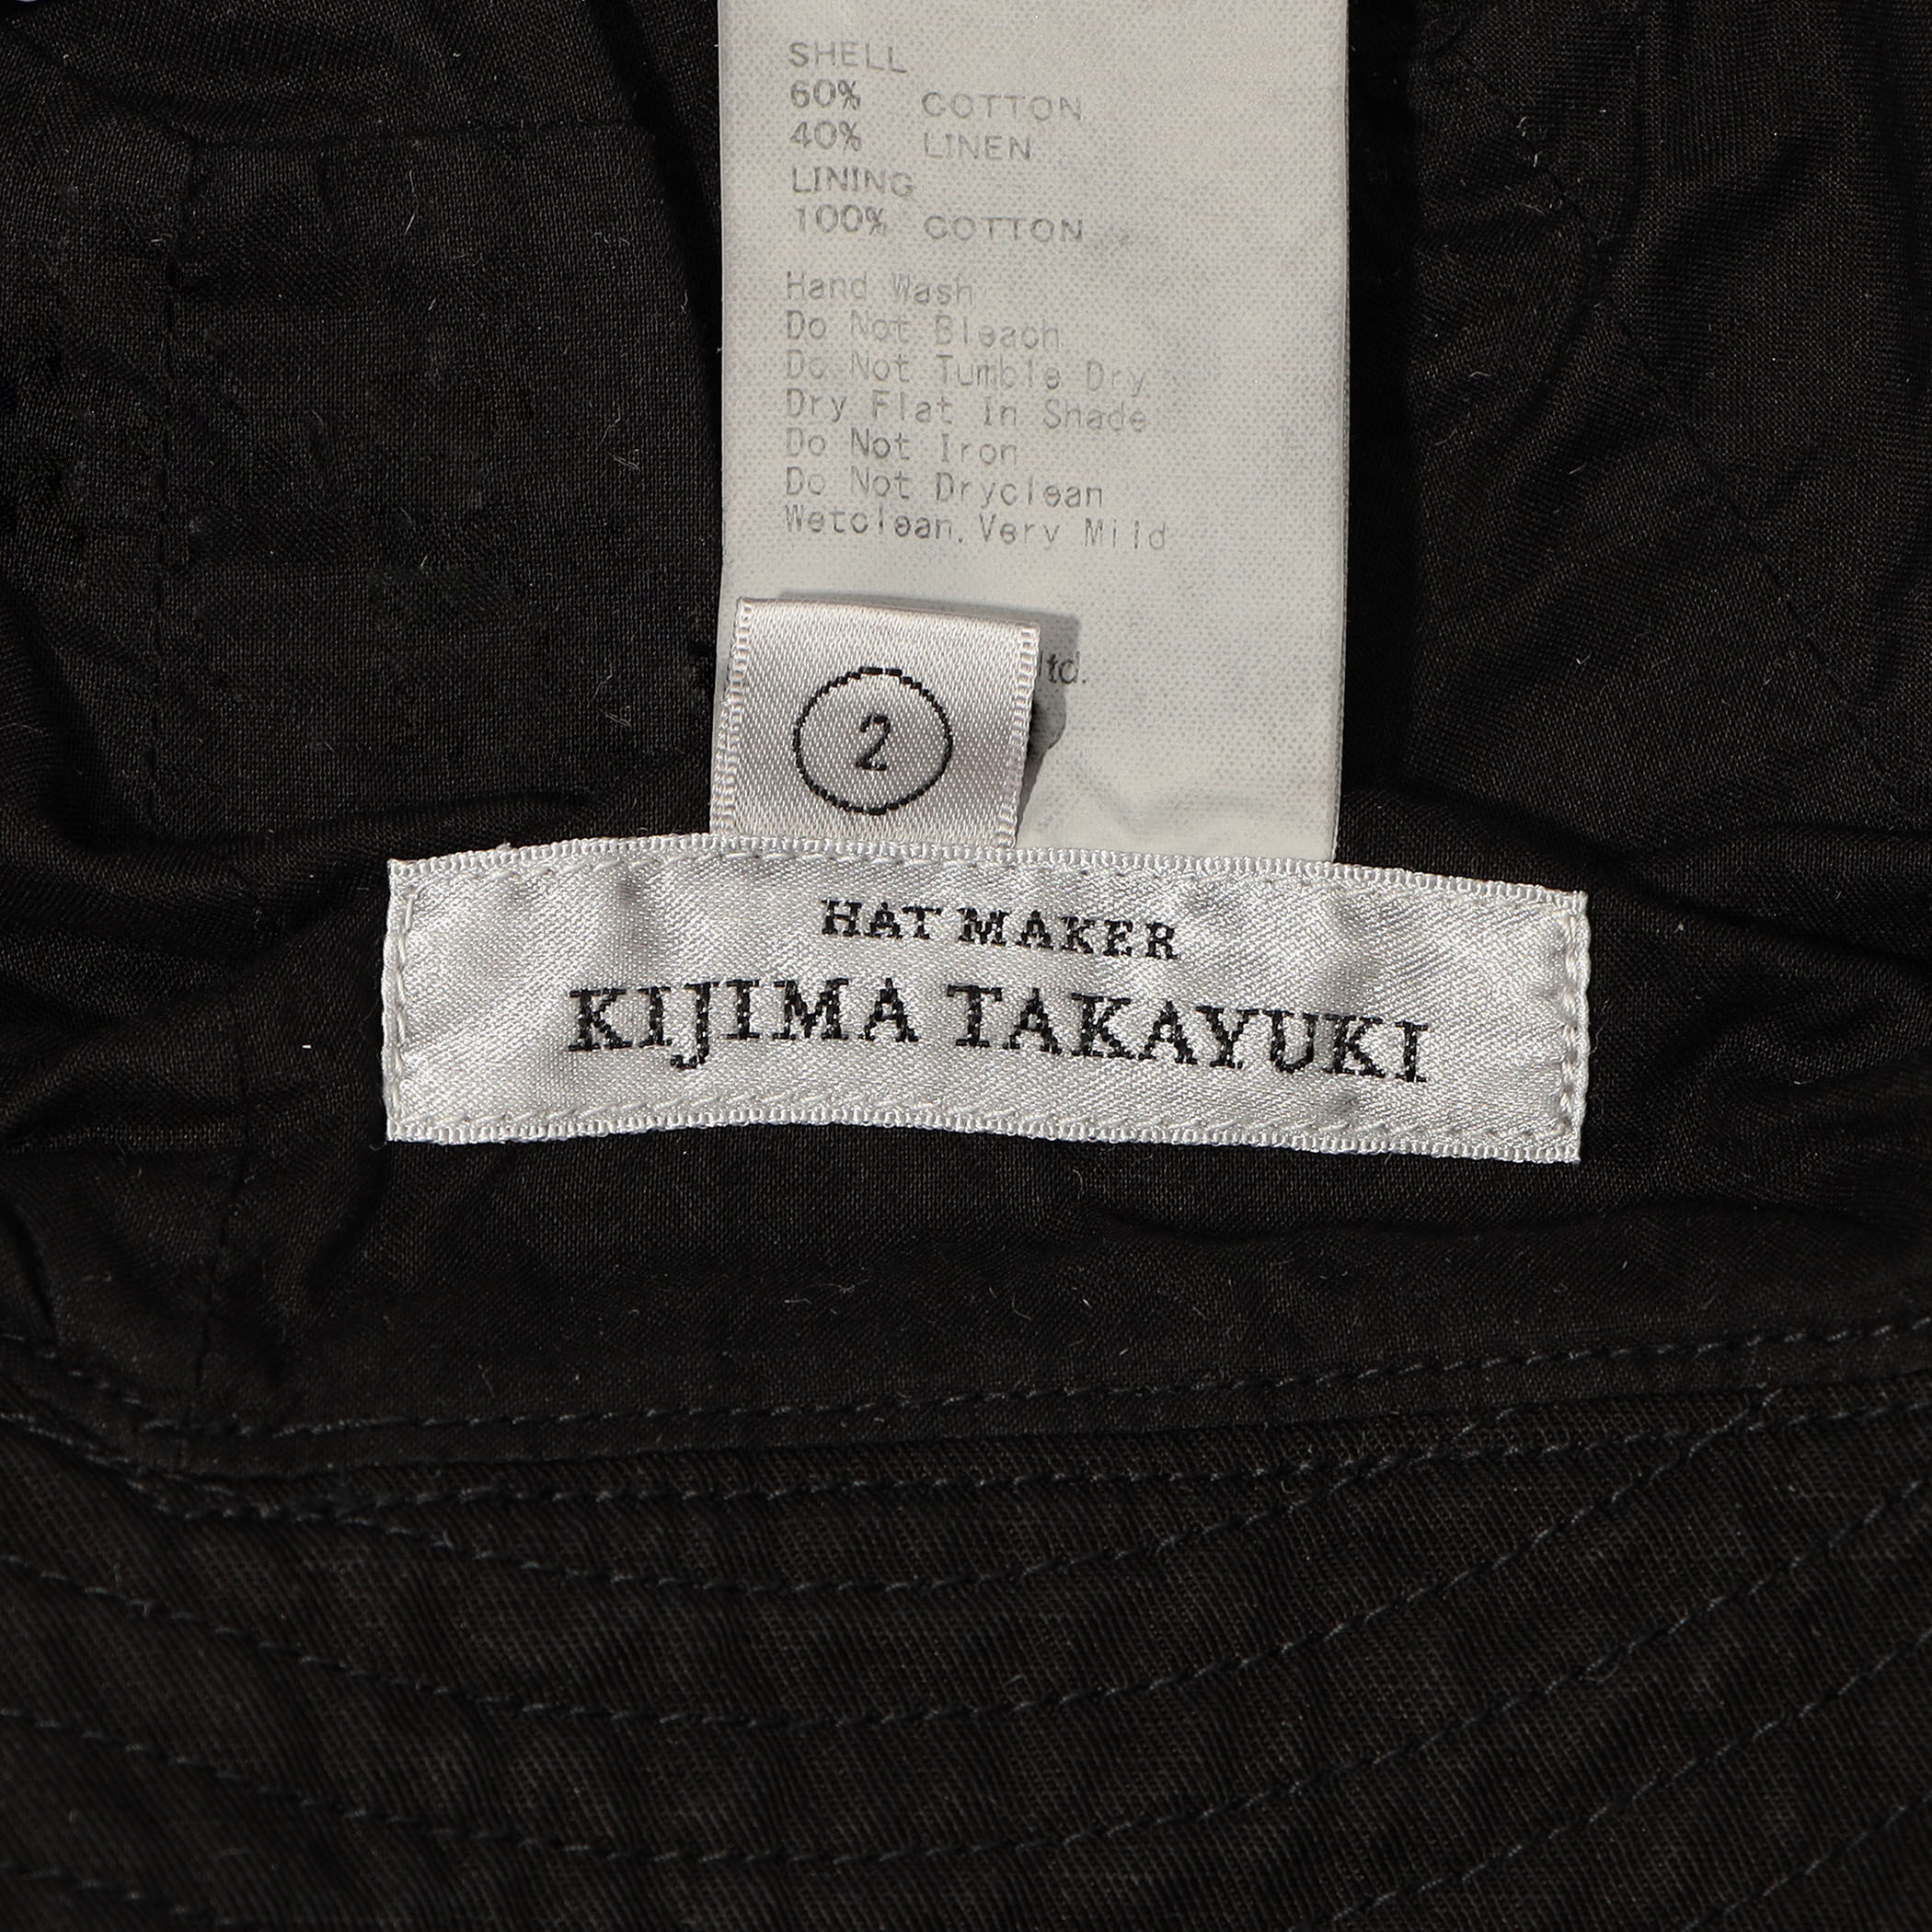 SHELL
60% COTTON
40% LINEN
LINING
100% COTTON
Hand Wash
Do Not Bleach
Do Not Tumble Dry
Dry Flat In Shade
Do Not Iron
Do Not Dryclean
Wetclean.Very Mild
ltd.
2
HAT MAKER
KIJIMA TAKAYUKI